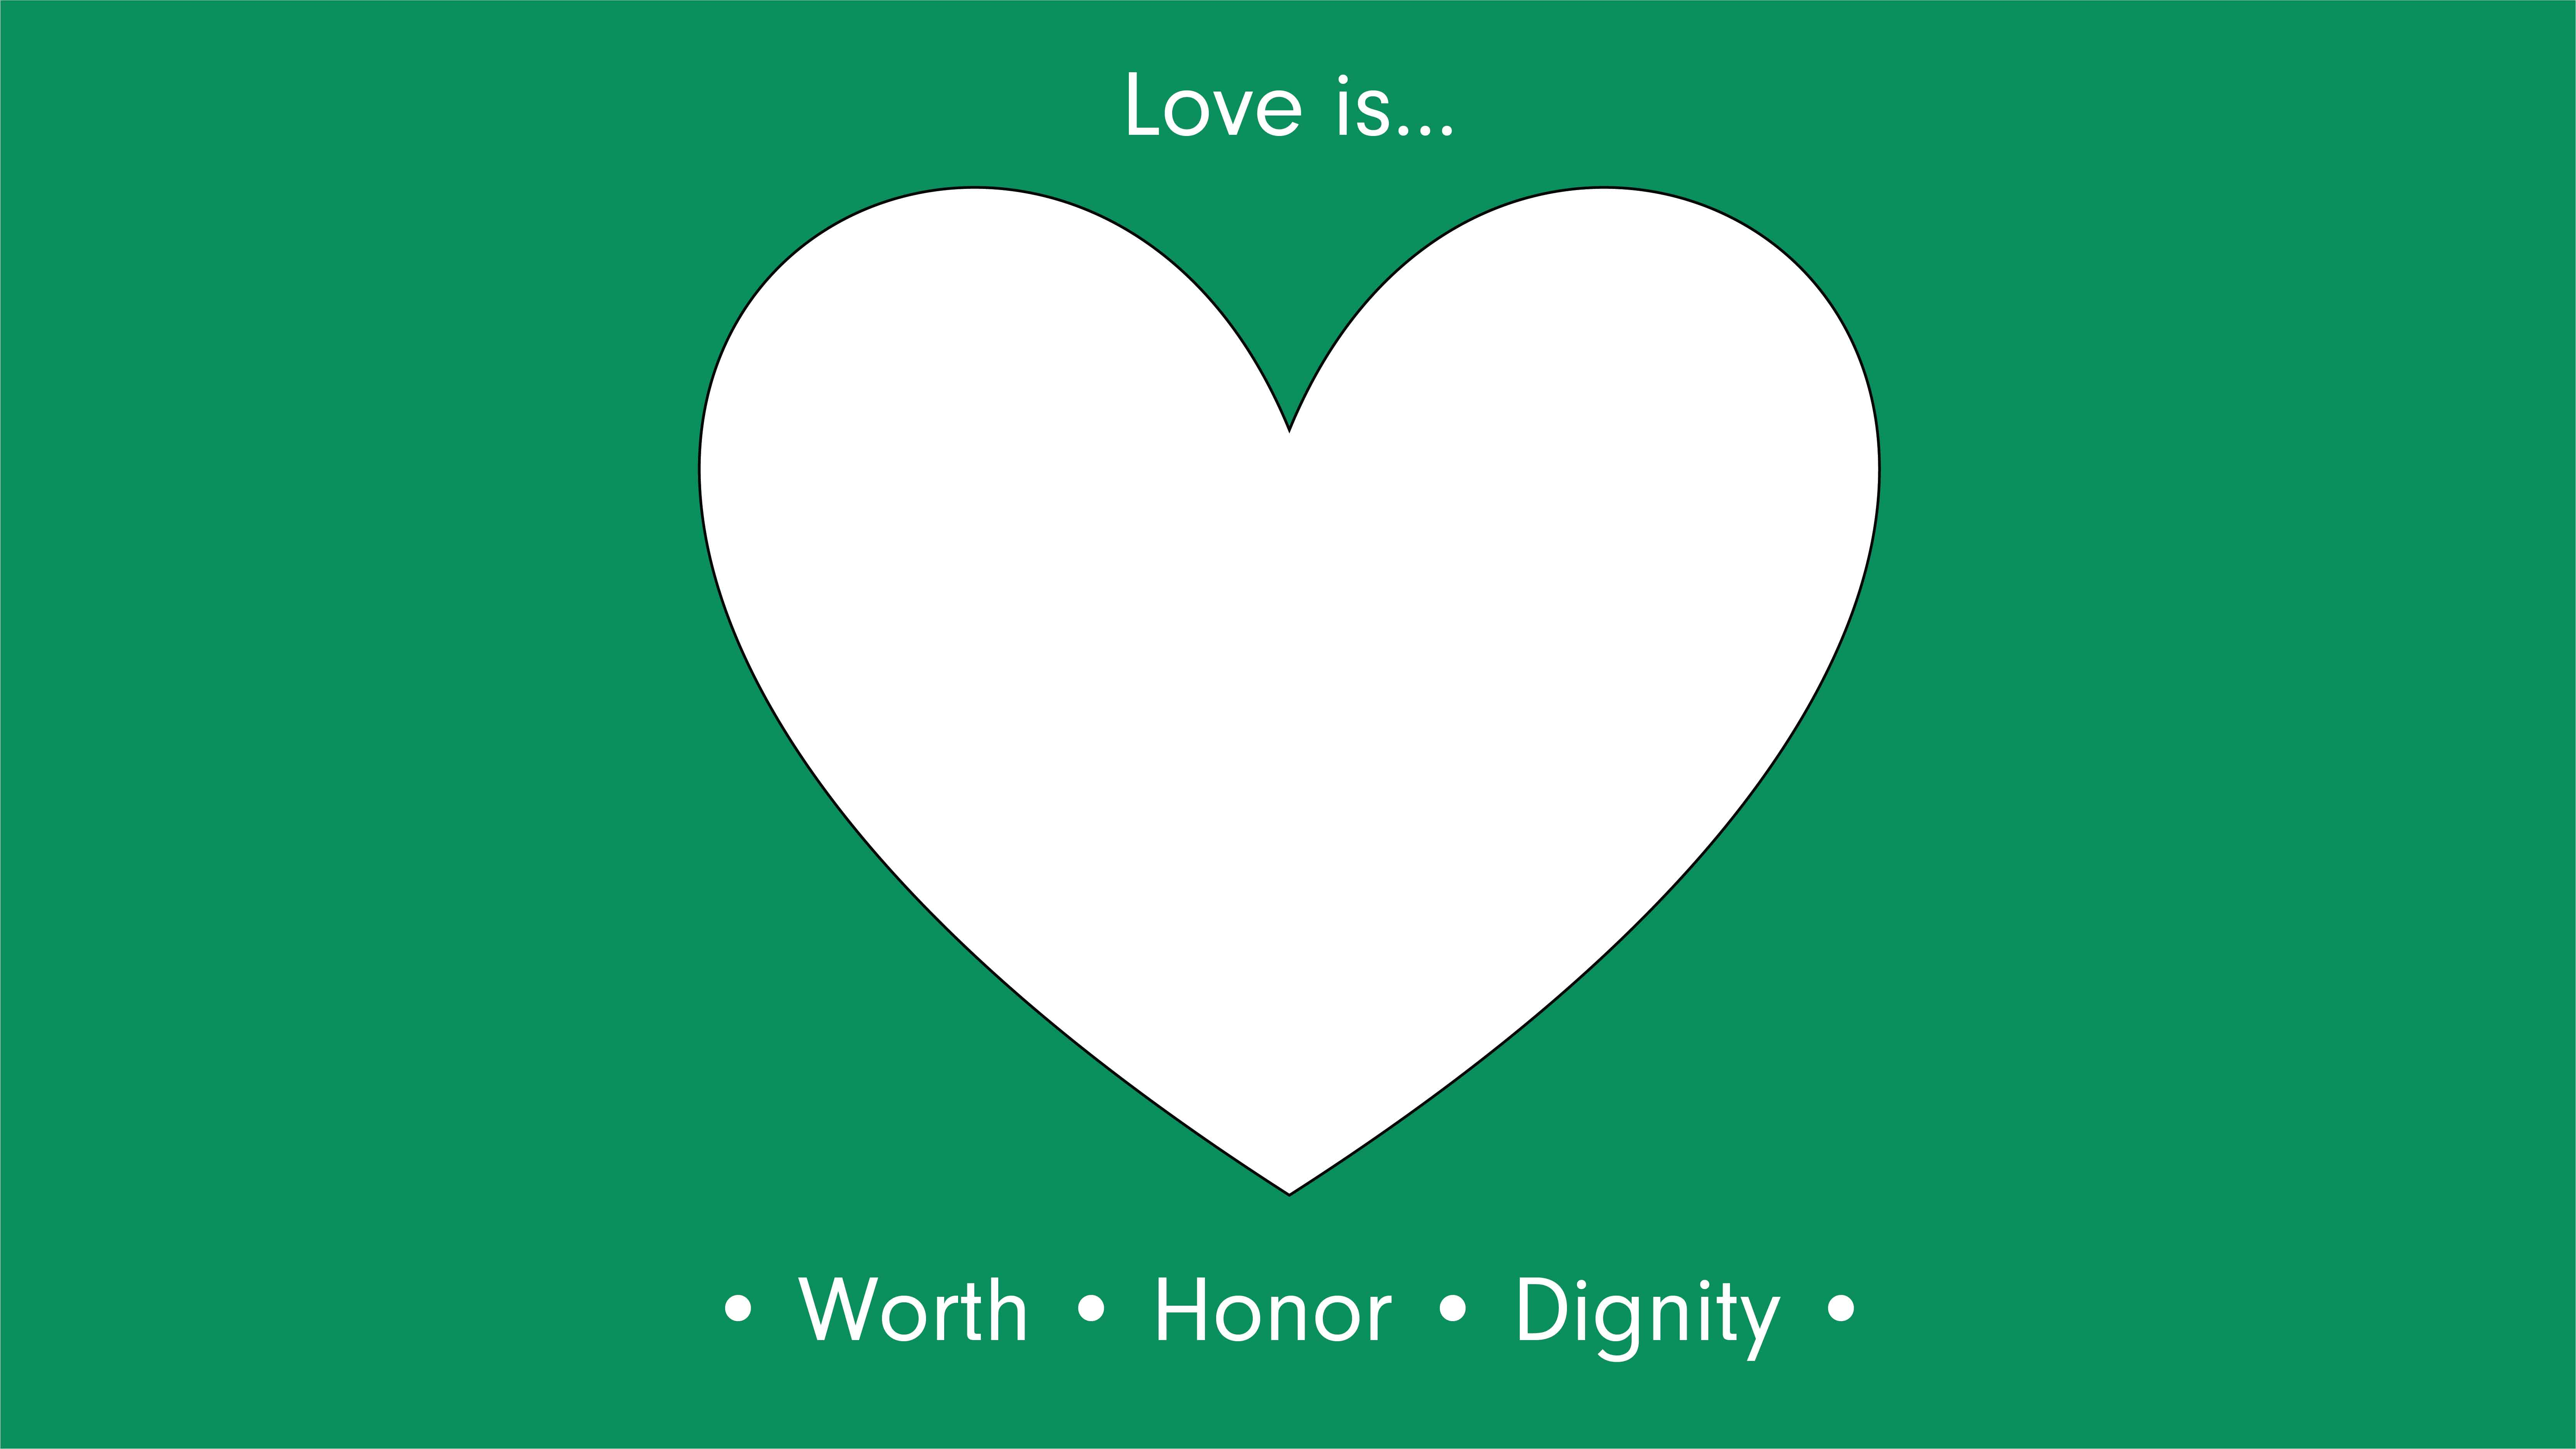 Love is...
• Worth • Honor • Dignity •